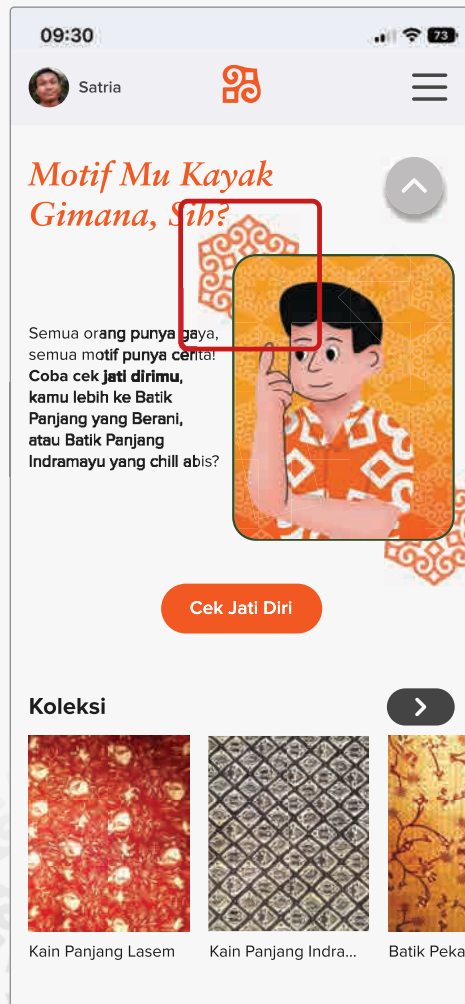 09:30
73
Satria
Motif Mu Kayak
Gimana, Sih?
Semua orang punya gaya,
semua motif punya cerita!
Coba cek jati dirimu,
kamu lebih ke Batik
Panjang yang Berani,
atau Batik Panjang
Indramayu yang chill abis?
Cek Jati Diri
Koleksi
Kain Panjang Lasem
Kain Panjang Indra...
Batik Peka